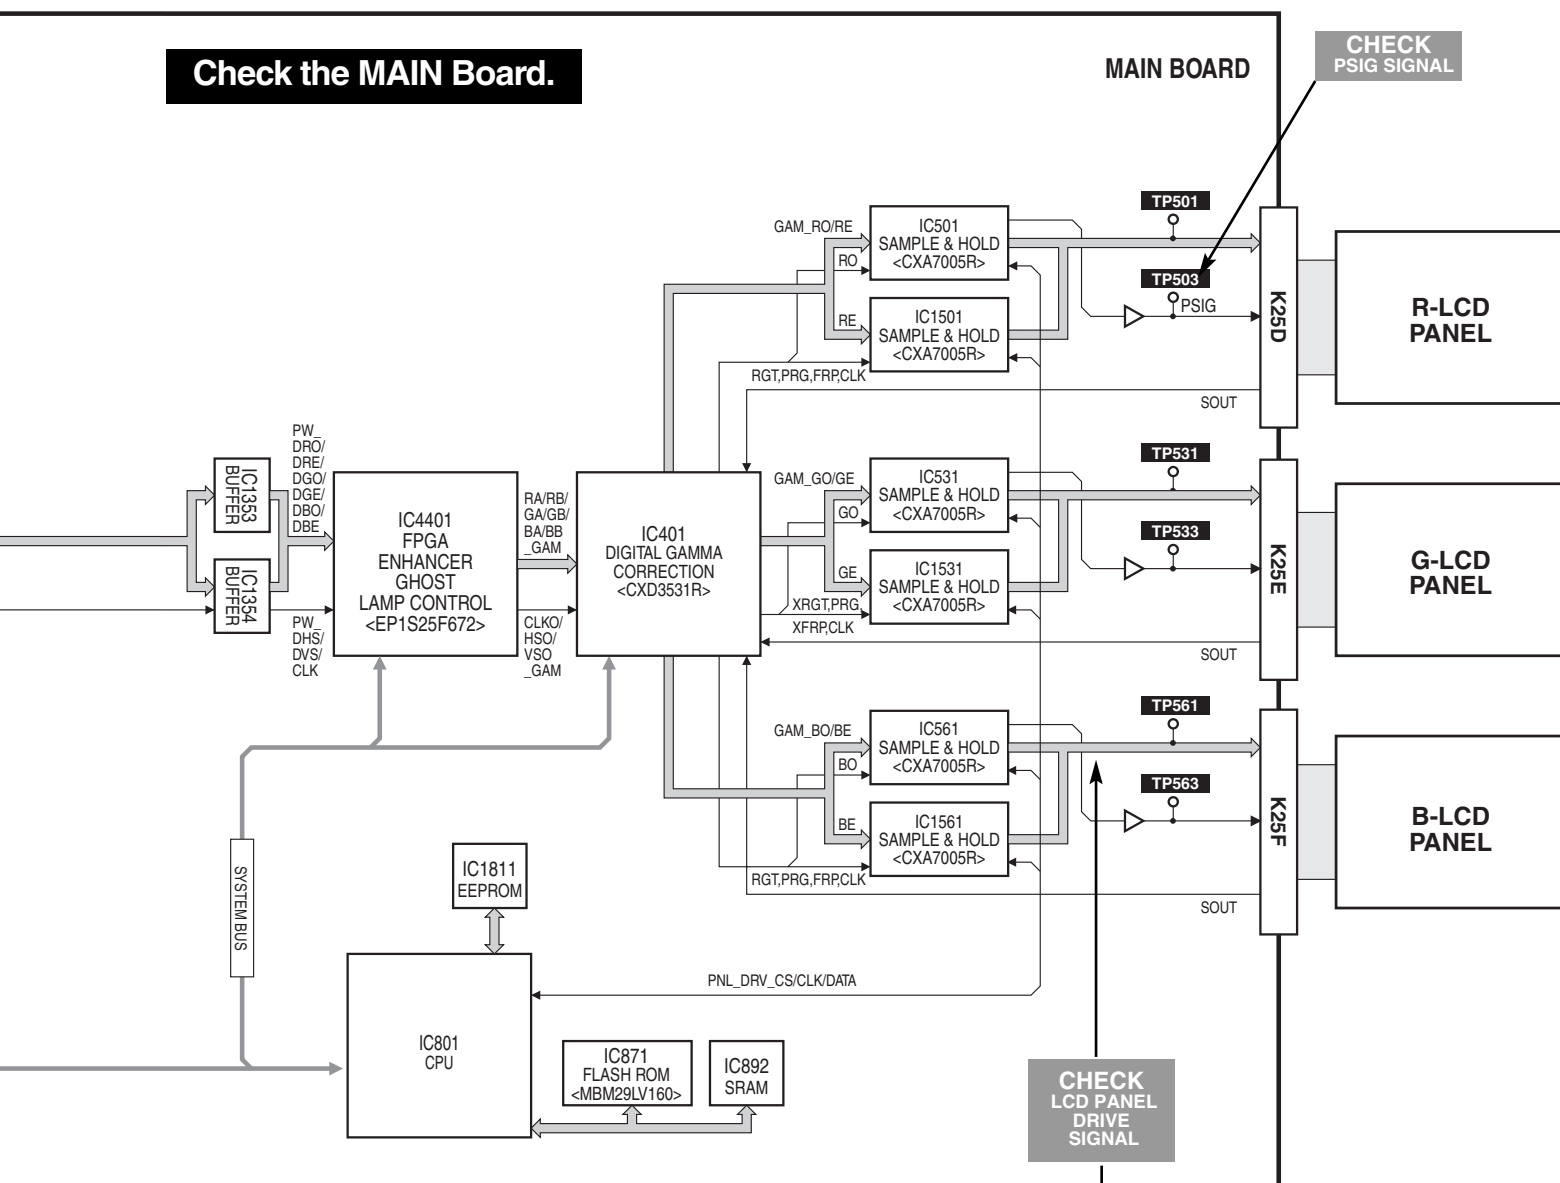 Check the MAIN Board.
MAIN BOARD
CHECK
PSIG SIGNAL
TP501
GAM_RO/RE
IC501
SAMPLE & HOLD
<CXA7005R>
RO
TP503
PSIG
RE
IC1501
SAMPLE & HOLD
<CXA7005R>
K25D
R-LCD
PANEL
RGT,PRG,FRP,CLK
SOUT
PW_
DRO/
DRE/
DGO/
DGE/
DBO/
DBE
IC1353
BUFFER
IC1354
BUFFER
PW_
DHS/
DVS/
CLK
IC4401
FPGA
ENHANCER
GHOST
LAMP CONTROL
<EP1S25F672>
RA/RB/
GA/GB/
BA/BB
_GAM
CLKO/
HSO/
VSO
_GAM
IC401
DIGITAL GAMMA
CORRECTION
<CXD3531R>
TP531
GAM_GO/GE
IC531
SAMPLE & HOLD
<CXA7005R>
GO
TP533
GE
IC1531
SAMPLE & HOLD
<CXA7005R>
K25E
G-LCD
PANEL
XRGT,PRG,
XFRP,CLK
SOUT
TP561
GAM_BO/BE
IC561
SAMPLE & HOLD
<CXA7005R>
BO
TP563
BE
IC1561
SAMPLE & HOLD
<CXA7005R>
K25F
B-LCD
PANEL
RGT,PRG,FRP,CLK
SOUT
SYSTEM BUS
IC1811
EEPROM
PNL_DRV_CS/CLK/DATA
IC801
CPU
IC871
FLASH ROM
<MBM29LV160>
IC892
SRAM
CHECK
LCD PANEL
DRIVE
SIGNAL